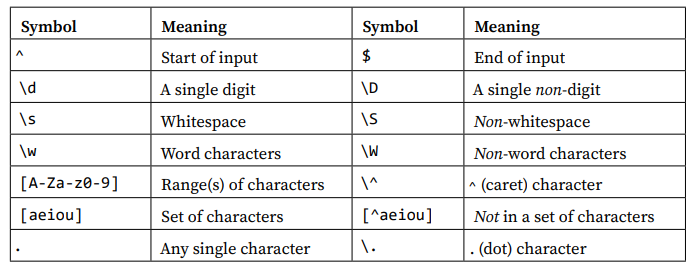 Symbol Meaning Symbol Meaning
^ Start of input $ End of input
\d A single digit \D A single non-digit
\s Whitespace \S Non-whitespace
\w Word characters \W Non-word characters
[A-Za-z0-9] Range(s) of characters \^ ^ (caret) character
[aeiou] Set of characters [^aeiou] Not in a set of characters
. Any single character \. . (dot) character